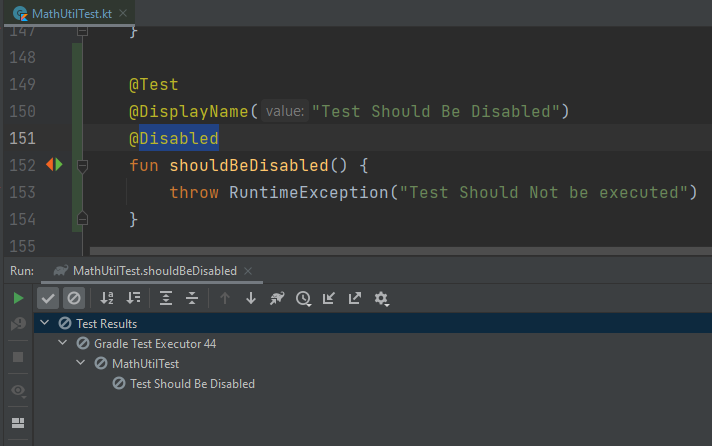 MathUtilTest.kt
147 }
148
149 @Test
150 @DisplayName( value: "Test Should Be Disabled")
151 @Disabled
152 fun shouldBeDisabled() {
153 throw RuntimeException("Test Should Not be executed")
154 }
155
Run: MathUtilTest.shouldBeDisabled
Test Results
Gradle Test Executor 44
MathUtilTest
Test Should Be Disabled